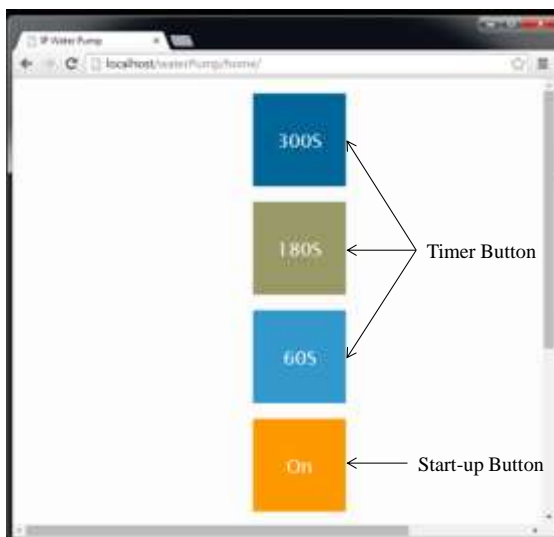 IP Water Pump
localhost/waterPump/home/
300S
180S
Timer Button
60S
On
Start-up Button